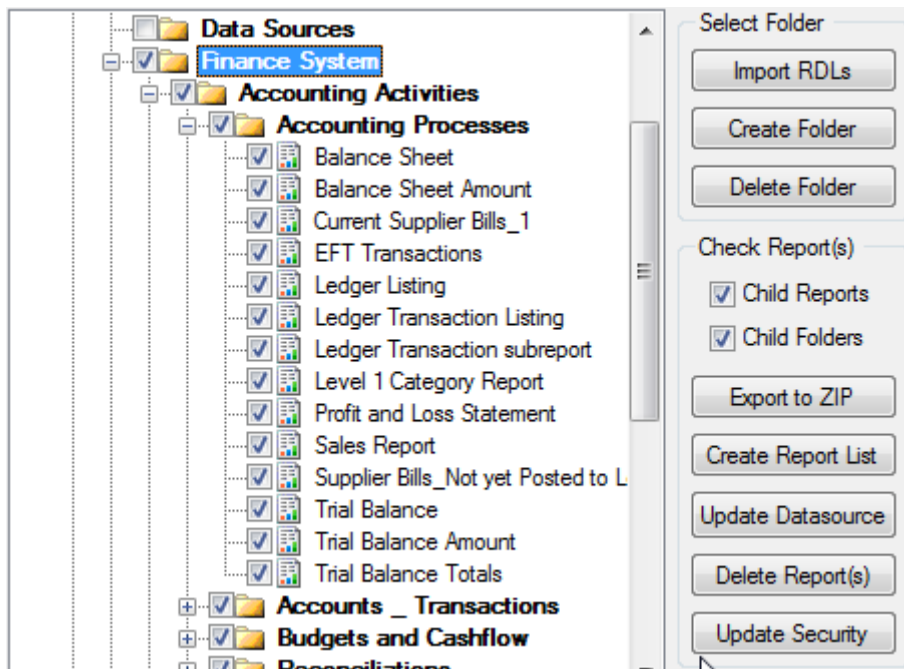 Data Sources
Finance System
Accounting Activities
Accounting Processes
Balance Sheet
Balance Sheet Amount
Current Supplier Bills_1
EFT Transactions
Ledger Listing
Ledger Transaction Listing
Ledger Transaction subreport
Level 1 Category Report
Profit and Loss Statement
Sales Report
Supplier Bills_Not yet Posted to L
Trial Balance
Trial Balance Amount
Trial Balance Totals
Accounts _ Transactions
Budgets and Cashflow
Reconciliations
Select Folder
Import RDLs
Create Folder
Delete Folder
Check Report(s)
Child Reports
Child Folders
Export to ZIP
Create Report List
Update Datasource
Delete Report(s)
Update Security